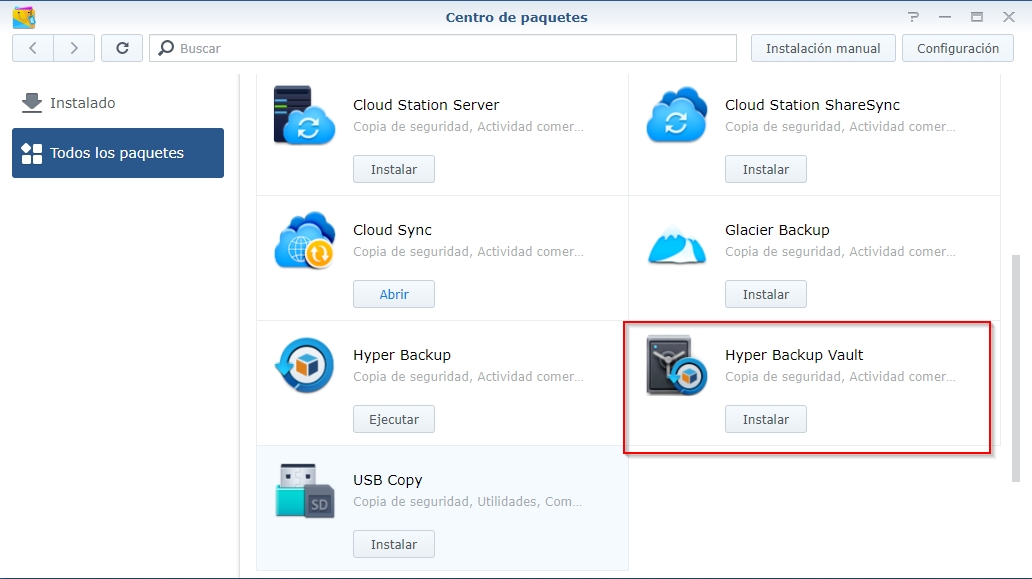 Centro de paquetes
Buscar
Instalación manual
Configuración
Instalado
Todos los paquetes
Cloud Station Server
Copia de seguridad, Actividad comer...
Instalar
Cloud Station ShareSync
Copia de seguridad, Actividad comer...
Instalar
Cloud Sync
Copia de seguridad, Actividad comer...
Abrir
Glacier Backup
Copia de seguridad, Actividad comer...
Instalar
Hyper Backup
Copia de seguridad, Actividad comer...
Ejecutar
Hyper Backup Vault
Copia de seguridad, Actividad comer...
Instalar
SD
USB Copy
Copia de seguridad, Utilidades, Com...
Instalar